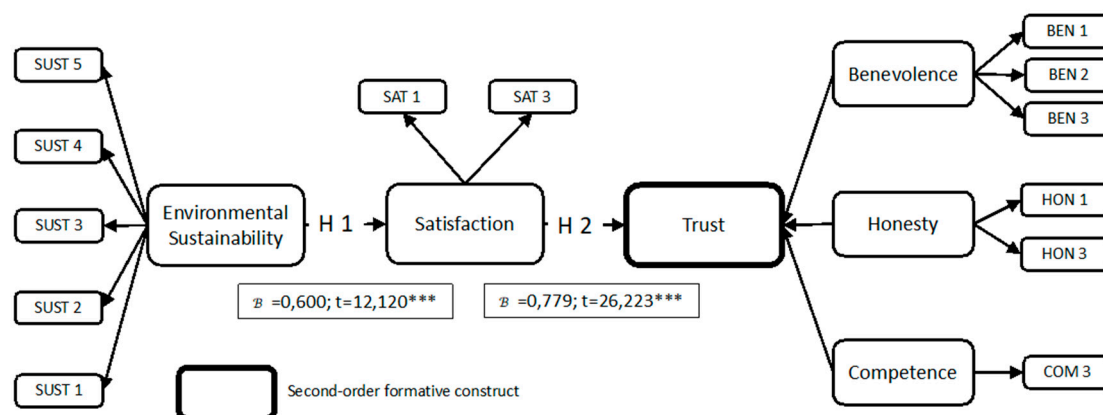 SUST 5
SUST 4
SUST 3
SUST 2
SUST 1
Environmental
Sustainability
H 1
SAT 1
SAT 3
Satisfaction
H 2
Trust
Benevolence
BEN 1
BEN 2
BEN 3
Honesty
HON 1
HON 3
Competence
COM 3
ℬ =0,600; t=12,120***
ℬ =0,779; t=26,223***
Second-order formative construct